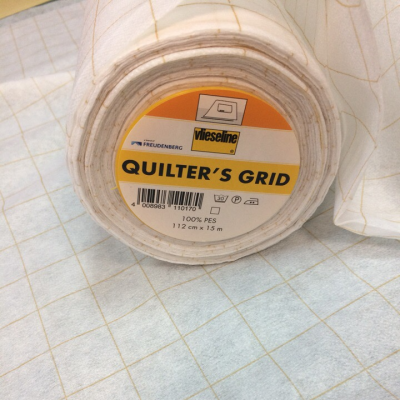 vlieseline
FREUDENBERG
QUILTER'S GRID
4 008983 110170
100% PES
112 cm x 15 m